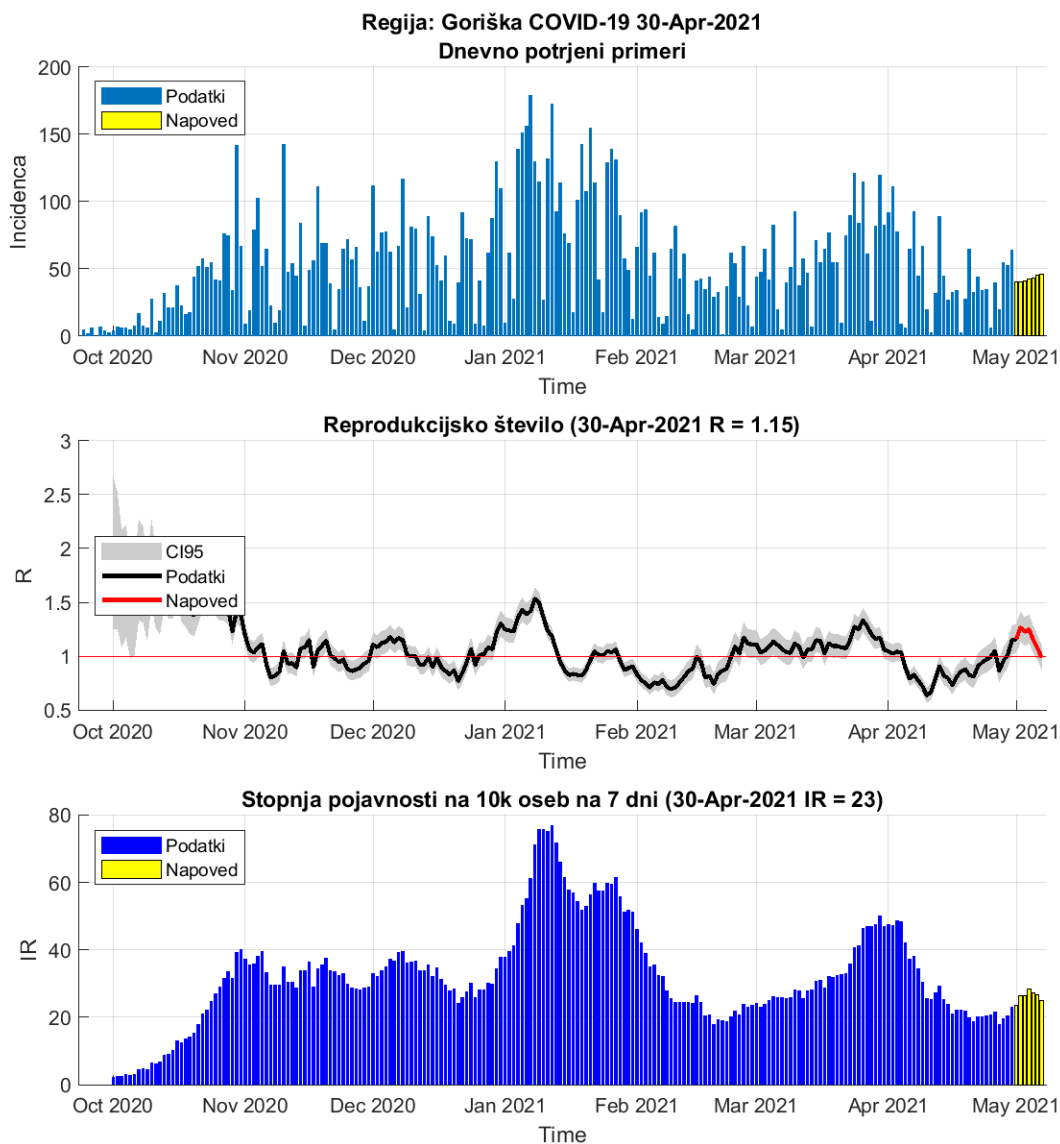 Regija: Goriška COVID-19 30-Apr-2021
Dnevno potrjeni primeri
200
150
100
50
0
Incidenca
Podatki
Napoved
Oct 2020 Nov 2020 Dec 2020 Jan 2021 Feb 2021 Mar 2021 Apr 2021 May 2021
Time
Reprodukcijsko število (30-Apr-2021 R = 1.15)
3
2.5
2
1.5
1
0.5
R
CI95
Podatki
Napoved
Oct 2020 Nov 2020 Dec 2020 Jan 2021 Feb 2021 Mar 2021 Apr 2021 May 2021
Time
Stopnja pojavnosti na 10k oseb na 7 dni (30-Apr-2021 IR = 23)
80
60
40
20
0
IR
Podatki
Napoved
Oct 2020 Nov 2020 Dec 2020 Jan 2021 Feb 2021 Mar 2021 Apr 2021 May 2021
Time